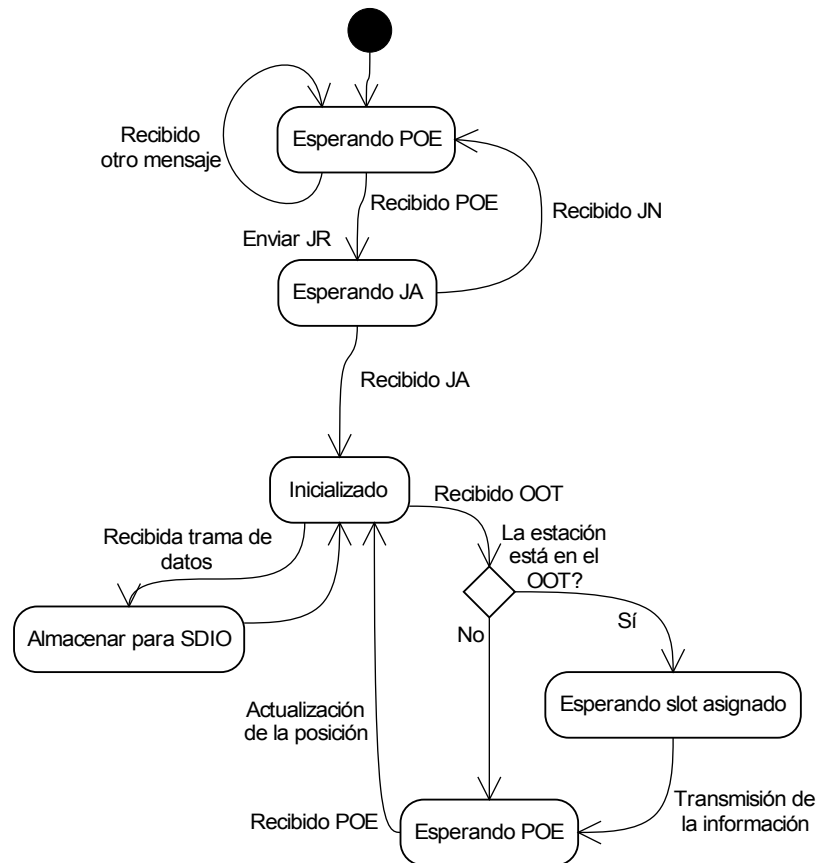 Esperando POE
Recibido
otro mensaje
Recibido POE
Recibido JN
Enviar JR
Esperando JA
Recibido JA
Inicializado
Recibido OOT
La estación
está en el
OOT?
Recibida trama de
datos
No
Sí
Almacenar para SDIO
Esperando slot asignado
Actualización
de la posición
Recibido POE
Esperando POE
Transmisión de
la información